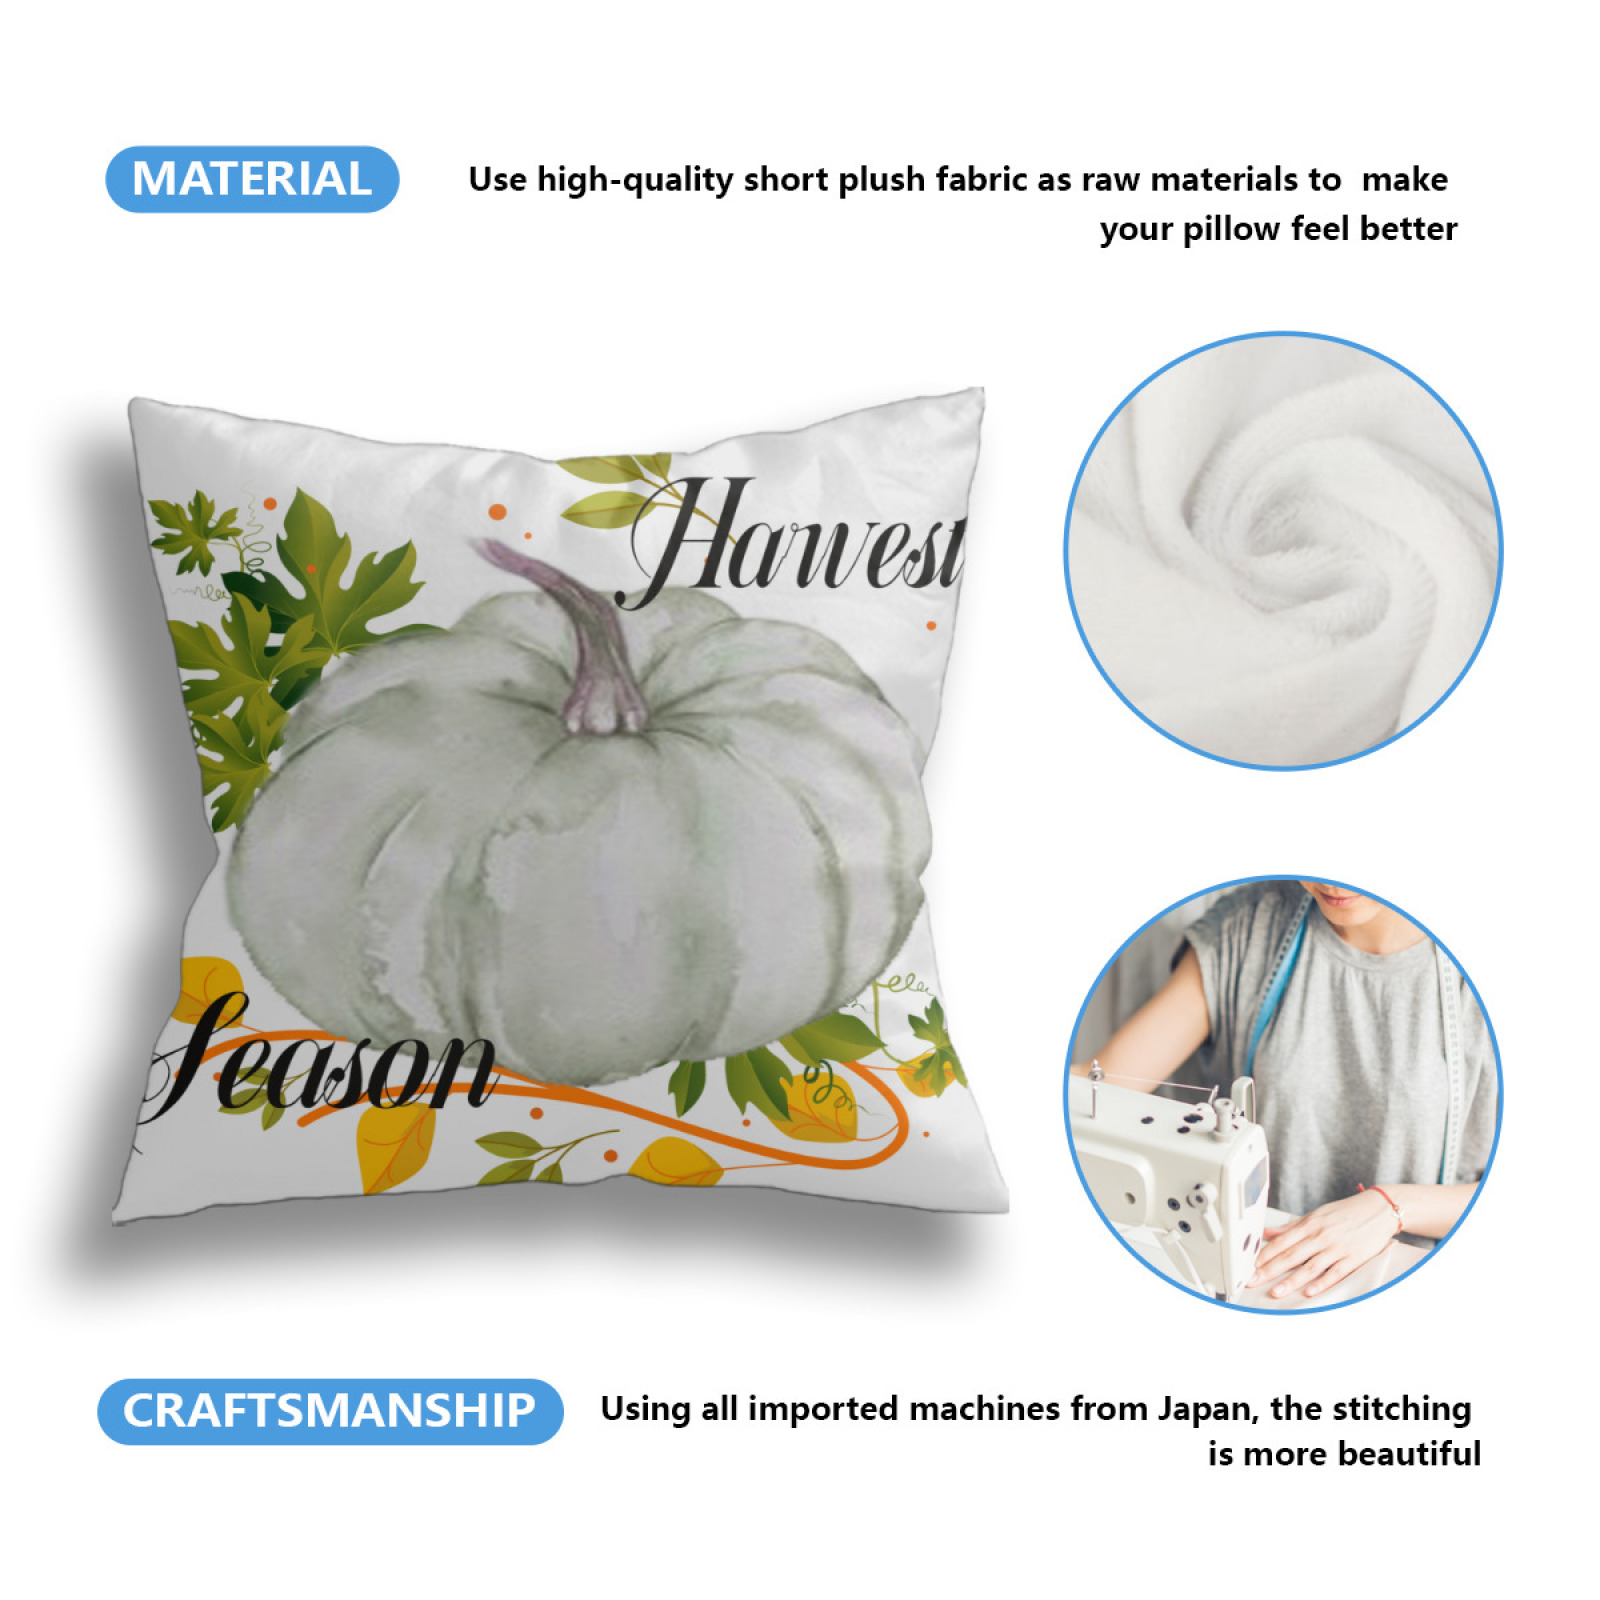 MATERIAL
Use high-quality short plush fabric as raw materials to  make
your pillow feel better
Harvest
Season
CRAFTSMANSHIP
Using all imported machines from Japan, the stitching
is more beautiful